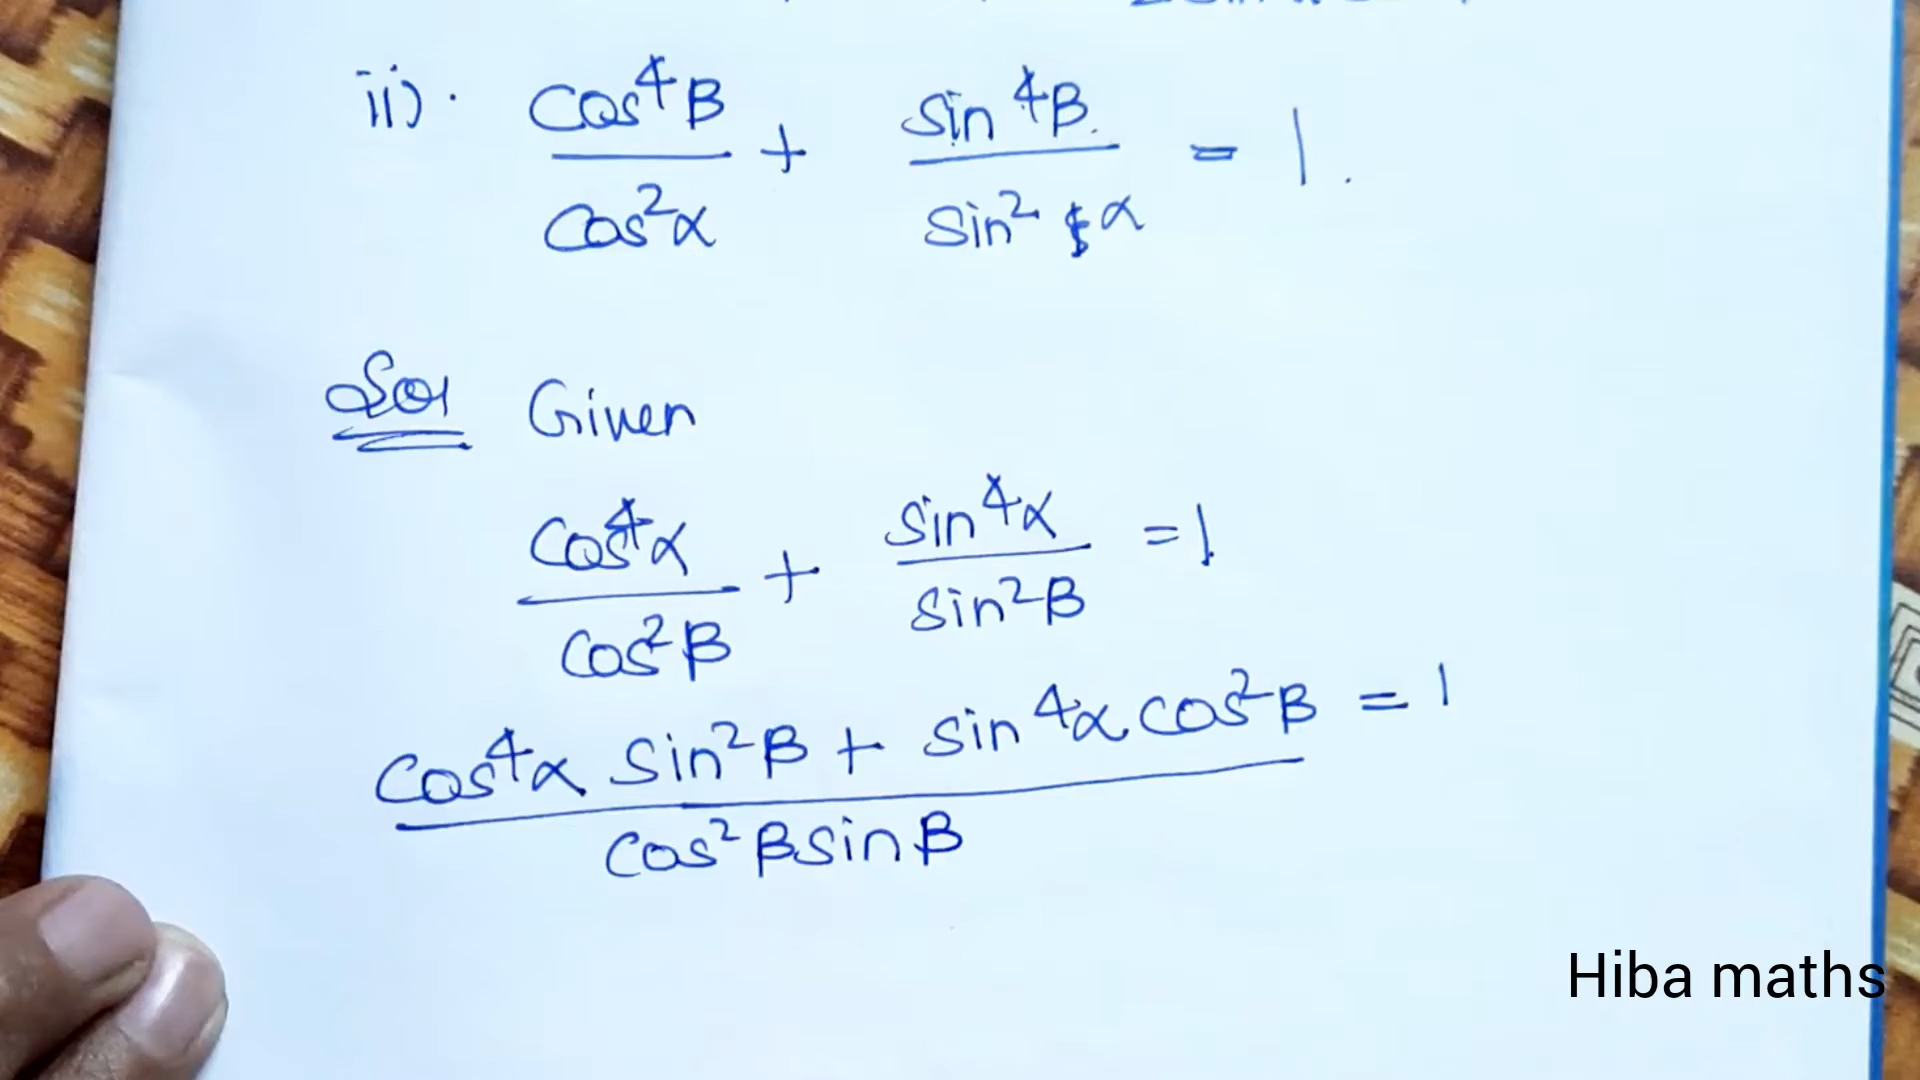 ii). cos⁴β/cos²α + sin⁴β/sin²α = 1.
Sol Given
cos⁴α/cos²β + sin⁴α/sin²β = 1
(cos⁴α sin²β + sin⁴α cos²β)/(cos²β sinβ) = 1
Hiba maths